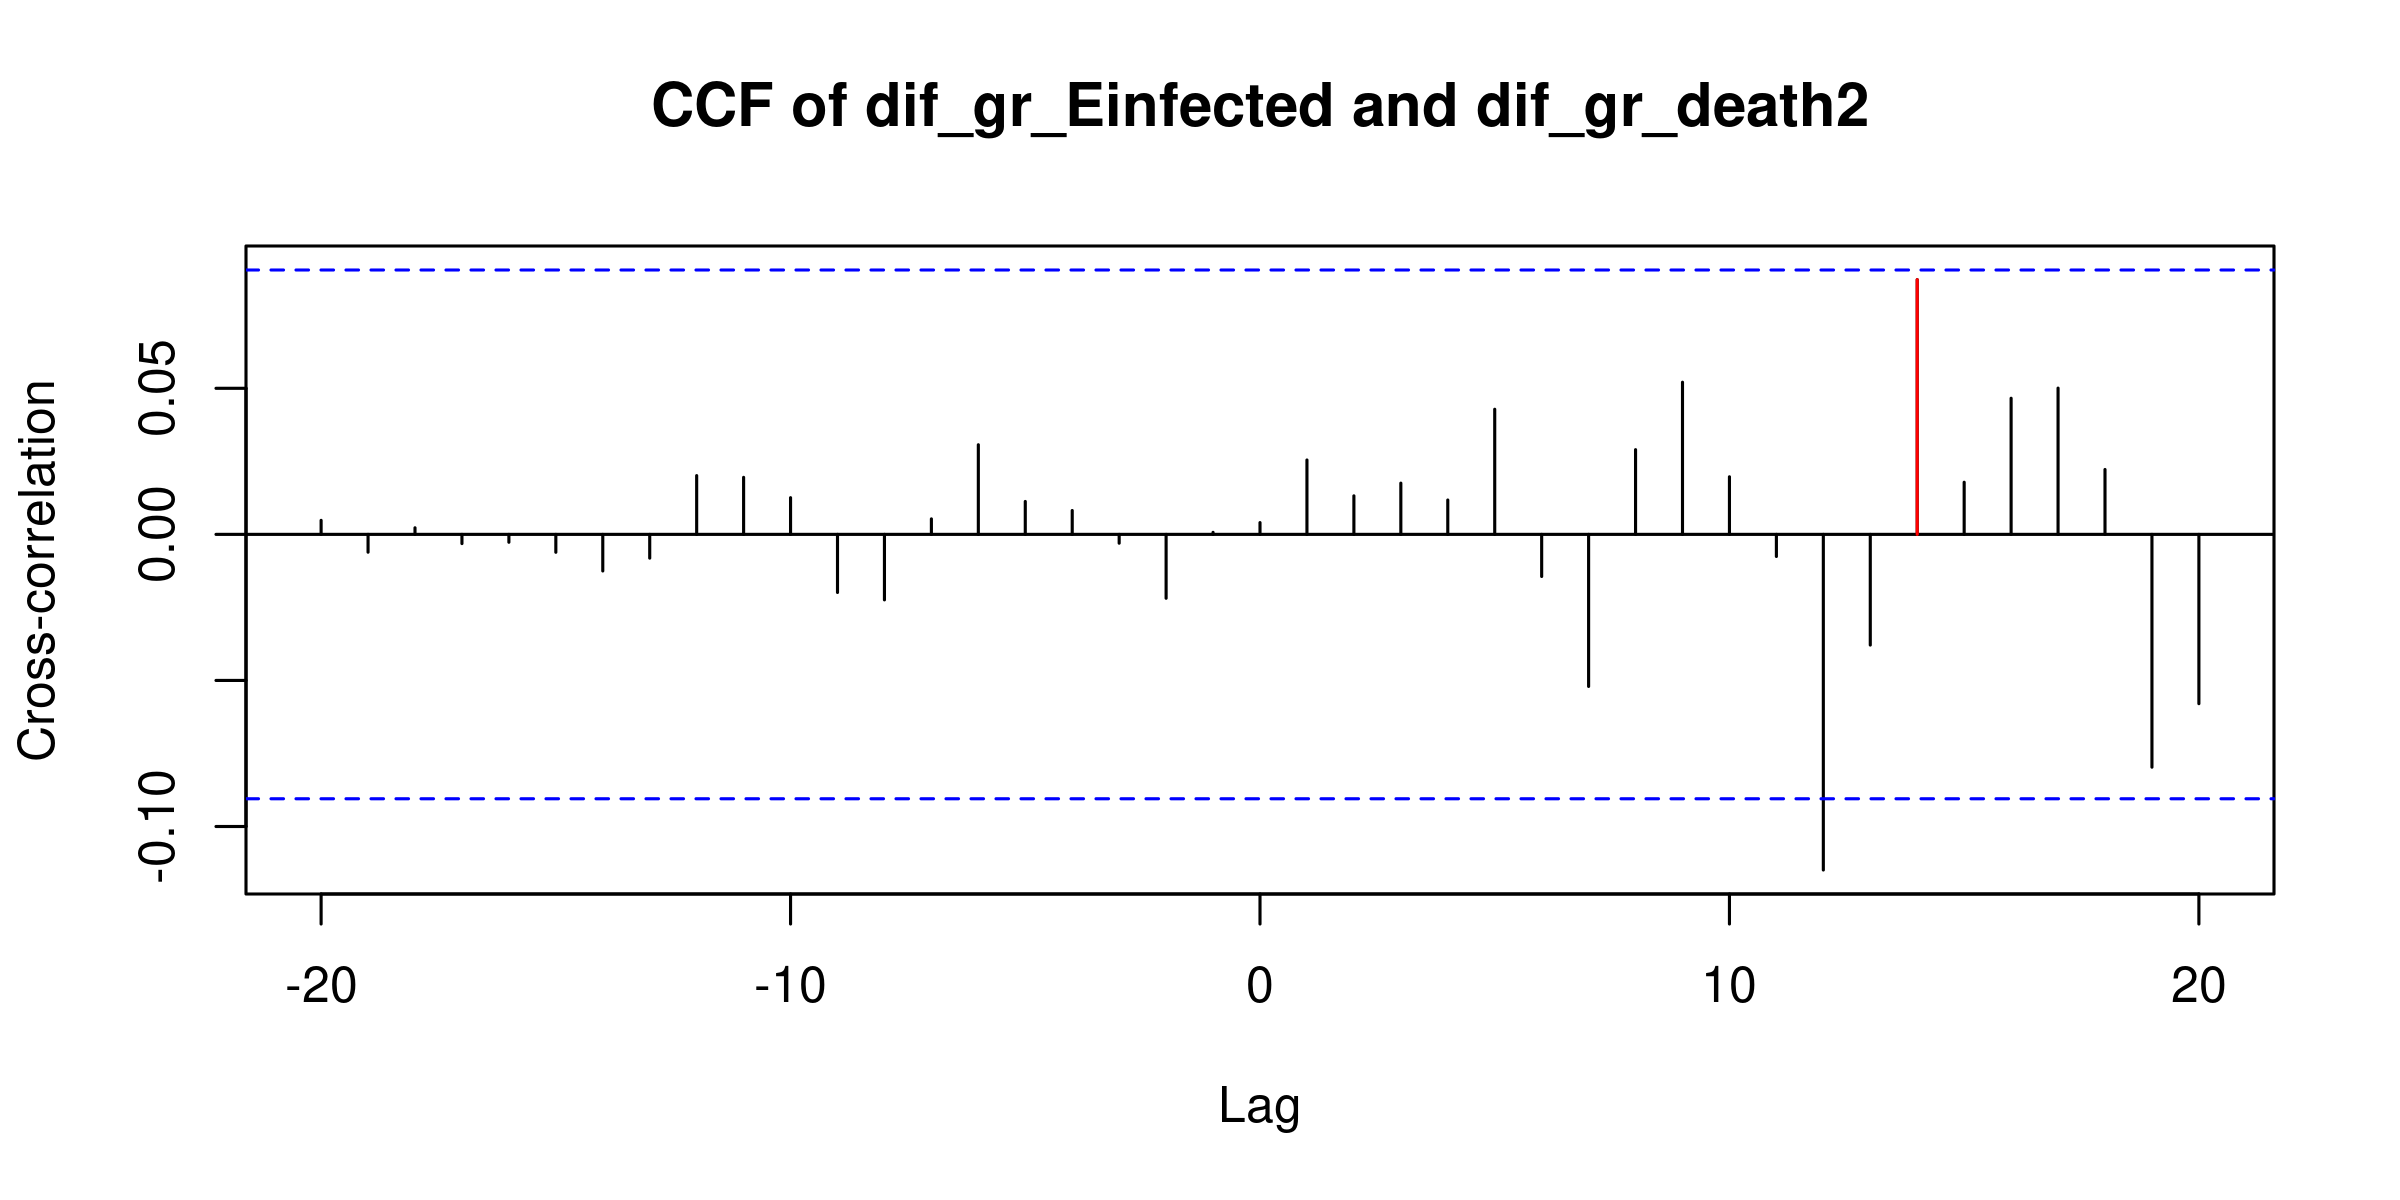 CCF of dif_gr_Einfected and dif_gr_death2
Cross-correlation
0.05
0.00
-0.10
-20 -10 0 10 20
Lag